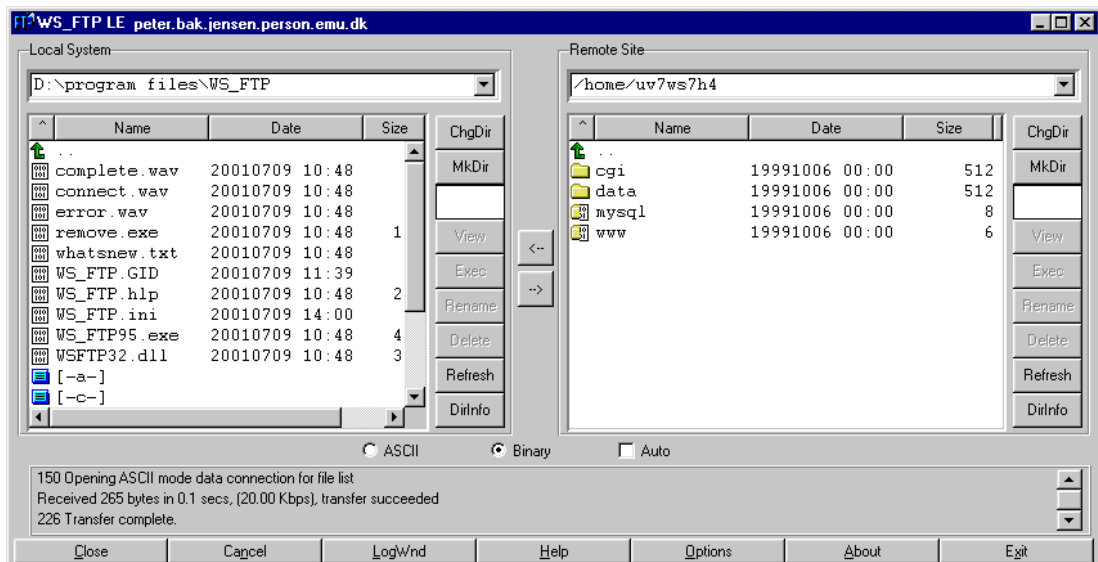 WS_FTP LE peter.bak.jensen.person.emu.dk
Local System
D:\program files\WS_FTP
^ Name Date Size
..
complete.wav 20010709 10:48
connect.wav 20010709 10:48
error.wav 20010709 10:48
remove.exe 20010709 10:48 1
whatsnew.txt 20010709 10:48
WS_FTP.GID 20010709 11:39
WS_FTP.hlp 20010709 10:48 2
WS_FTP.ini 20010709 14:00
WS_FTP95.exe 20010709 10:48 4
WSFTP32.dll 20010709 10:48 3
[-a-]
[-c-]
ChgDir
MkDir
View
Exec
Rename
Delete
Refresh
DirInfo
<--
-->
Remote Site
/home/uv7ws7h4
^ Name Date Size
..
cgi 19991006 00:00 512
data 19991006 00:00 512
mysql 19991006 00:00 8
www 19991006 00:00 6
ChgDir
MkDir
View
Exec
Rename
Delete
Refresh
DirInfo
ASCII Binary Auto
150 Opening ASCII mode data connection for file list
Received 265 bytes in 0.1 secs, (20.00 Kbps), transfer succeeded
226 Transfer complete.
Close Cancel LogWnd Help Options About Exit